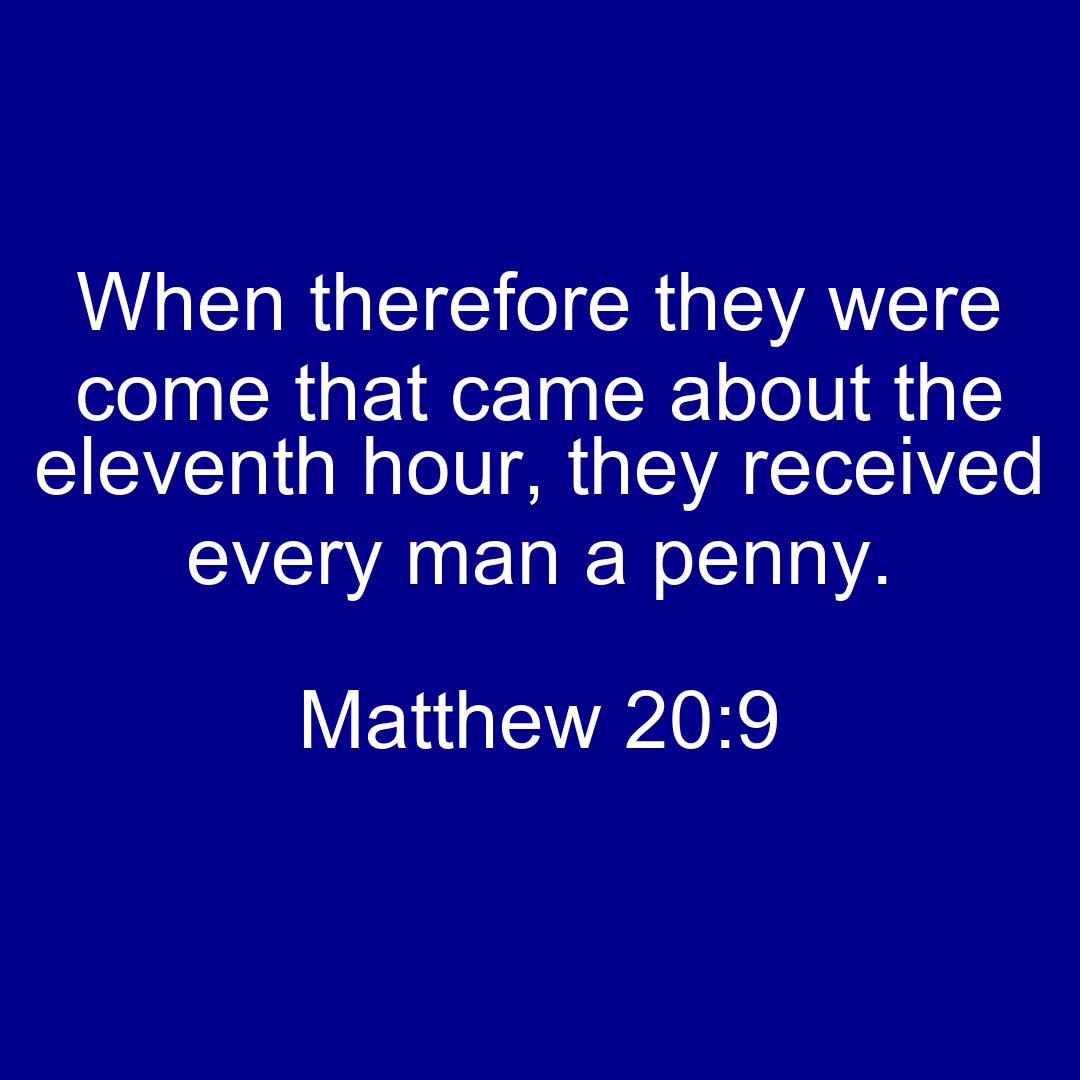 When therefore they were
come that came about the
eleventh hour, they received
every man a penny.
Matthew 20:9